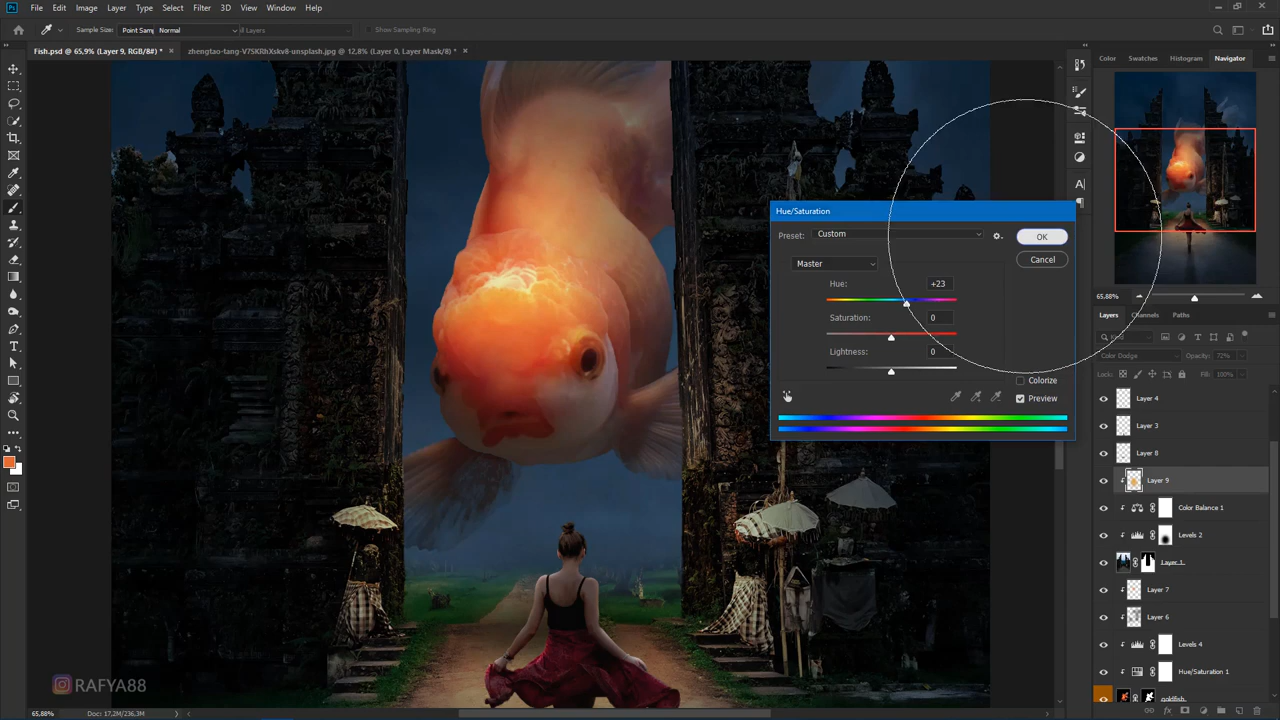 Ps File Edit Image Layer Type Select Filter 3D View Window Help
Sample Size: Point Sam Normal Layers Show Sampling Ring
Fish.psd @ 65,9% (Layer 9, RGB/8#) * × zhengtao-tang-V75KRhXskv8-unsplash.jpg @ 12,8% (Layer 0, Layer Mask/8) * ×
Color Swatches Histogram Navigator
65.88%
Layers Channels Paths
Kind
Color Dodge Opacity: 72%
Lock: Fill: 100%
Layer 4
Layer 3
Layer 8
Layer 9
Color Balance 1
Levels 2
Layer 1
Layer 7
Layer 6
Levels 4
Hue/Saturation 1
goldfish
Hue/Saturation
Preset: Custom
OK
Master
Cancel
Hue: +23
Saturation: 0
Lightness: 0
Colorize
Preview
RAFYA88
65,88% Doc: 17,2M/236,3M